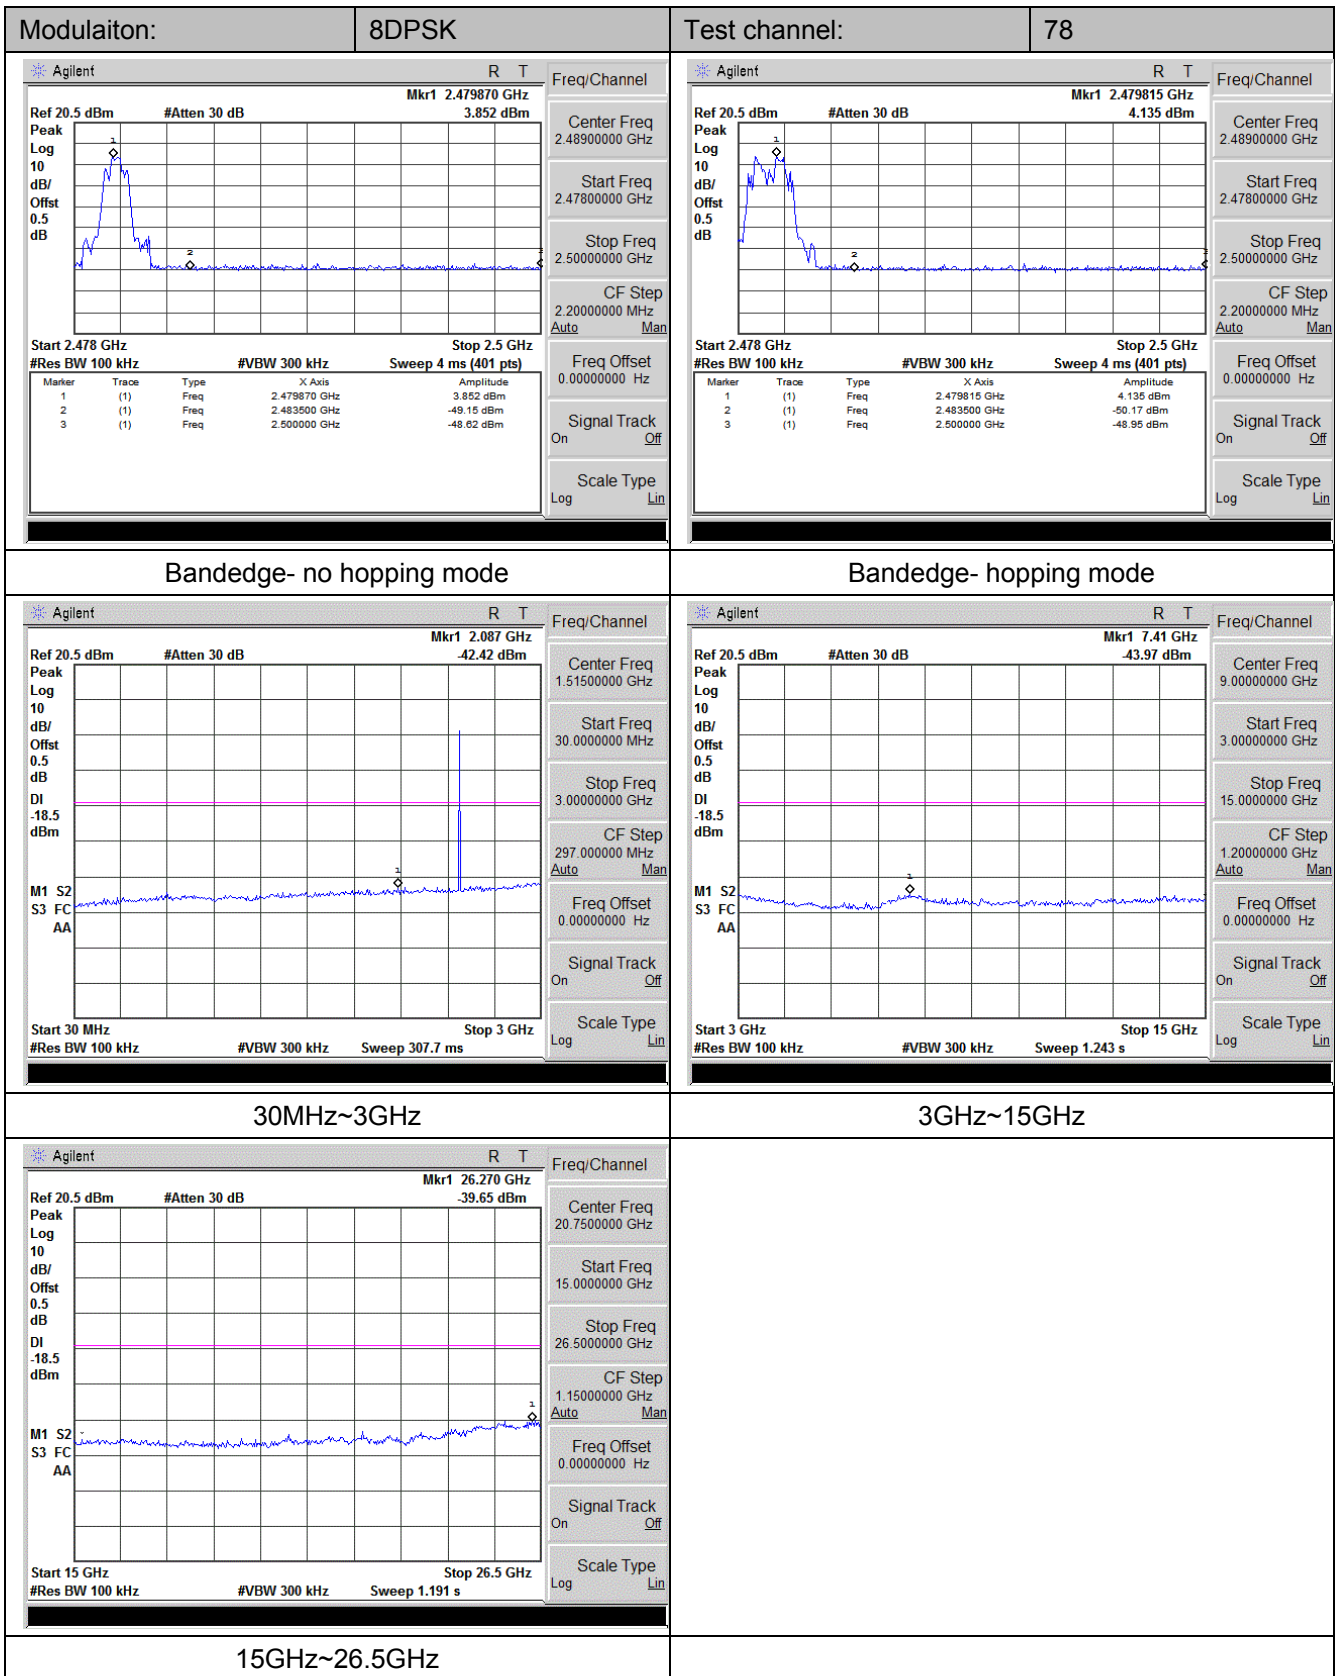 Modulaiton: 8DPSK Test channel: 78
Agilent R T
Mkr1 2.479870 GHz
Ref 20.5 dBm #Atten 30 dB 3.852 dBm
Peak
Log
10
dB/
Offst
0.5
dB
1
2
Start 2.478 GHz Stop 2.5 GHz
#Res BW 100 kHz #VBW 300 kHz Sweep 4 ms (401 pts)
Marker Trace Type X Axis Amplitude
1 (1) Freq 2.479870 GHz 3.852 dBm
2 (1) Freq 2.483500 GHz -49.15 dBm
3 (1) Freq 2.500000 GHz -48.62 dBm
Freq/Channel
Center Freq
2.48900000 GHz
Start Freq
2.47800000 GHz
Stop Freq
2.50000000 GHz
CF Step
2.20000000 MHz
Auto Man
Freq Offset
0.00000000 Hz
Signal Track
On Off
Scale Type
Log Lin
Agilent R T
Mkr1 2.479815 GHz
Ref 20.5 dBm #Atten 30 dB 4.135 dBm
Peak
Log
10
dB/
Offst
0.5
dB
1
2
Start 2.478 GHz Stop 2.5 GHz
#Res BW 100 kHz #VBW 300 kHz Sweep 4 ms (401 pts)
Marker Trace Type X Axis Amplitude
1 (1) Freq 2.479815 GHz 4.135 dBm
2 (1) Freq 2.483500 GHz -50.17 dBm
3 (1) Freq 2.500000 GHz -48.95 dBm
Freq/Channel
Center Freq
2.48900000 GHz
Start Freq
2.47800000 GHz
Stop Freq
2.50000000 GHz
CF Step
2.20000000 MHz
Auto Man
Freq Offset
0.00000000 Hz
Signal Track
On Off
Scale Type
Log Lin
Bandedge- no hopping mode Bandedge- hopping mode
Agilent R T
Mkr1 2.087 GHz
Ref 20.5 dBm #Atten 30 dB -42.42 dBm
Peak
Log
10
dB/
Offst
0.5
dB
DI
-18.5
dBm
1
M1 S2
S3 FC
AA
Start 30 MHz Stop 3 GHz
#Res BW 100 kHz #VBW 300 kHz Sweep 307.7 ms
Freq/Channel
Center Freq
1.51500000 GHz
Start Freq
30.0000000 MHz
Stop Freq
3.00000000 GHz
CF Step
297.000000 MHz
Auto Man
Freq Offset
0.00000000 Hz
Signal Track
On Off
Scale Type
Log Lin
Agilent R T
Mkr1 7.41 GHz
Ref 20.5 dBm #Atten 30 dB -43.97 dBm
Peak
Log
10
dB/
Offst
0.5
dB
DI
-18.5
dBm
1
M1 S2
S3 FC
AA
Start 3 GHz Stop 15 GHz
#Res BW 100 kHz #VBW 300 kHz Sweep 1.243 s
Freq/Channel
Center Freq
9.00000000 GHz
Start Freq
3.00000000 GHz
Stop Freq
15.0000000 GHz
CF Step
1.20000000 GHz
Auto Man
Freq Offset
0.00000000 Hz
Signal Track
On Off
Scale Type
Log Lin
30MHz~3GHz 3GHz~15GHz
Agilent R T
Mkr1 26.270 GHz
Ref 20.5 dBm #Atten 30 dB -39.65 dBm
Peak
Log
10
dB/
Offst
0.5
dB
DI
-18.5
dBm
1
M1 S2
S3 FC
AA
Start 15 GHz Stop 26.5 GHz
#Res BW 100 kHz #VBW 300 kHz Sweep 1.191 s
Freq/Channel
Center Freq
20.7500000 GHz
Start Freq
15.0000000 GHz
Stop Freq
26.5000000 GHz
CF Step
1.15000000 GHz
Auto Man
Freq Offset
0.00000000 Hz
Signal Track
On Off
Scale Type
Log Lin
15GHz~26.5GHz